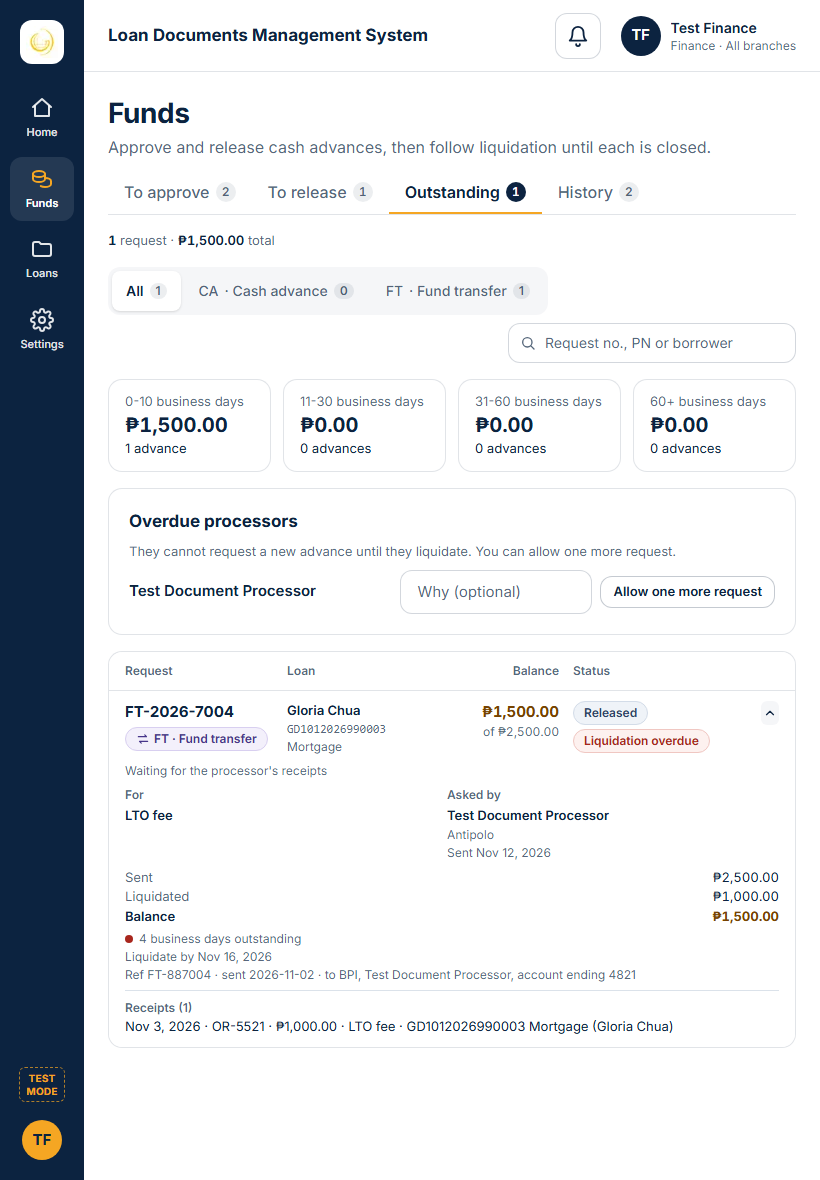 Loan Documents Management System
TF
Test Finance
Finance · All branches
Home
Funds
Loans
Settings
TEST
MODE
TF
Funds
Approve and release cash advances, then follow liquidation until each is closed.
To approve 2
To release 1
Outstanding 1
History 2
1 request · ₱1,500.00 total
All 1
CA · Cash advance 0
FT · Fund transfer 1
Request no., PN or borrower
0-10 business days
₱1,500.00
1 advance
11-30 business days
₱0.00
0 advances
31-60 business days
₱0.00
0 advances
60+ business days
₱0.00
0 advances
Overdue processors
They cannot request a new advance until they liquidate. You can allow one more request.
Test Document Processor
Why (optional)
Allow one more request
Request Loan Balance Status
FT-2026-7004
FT · Fund transfer
Gloria Chua
GD1012026990003
Mortgage
₱1,500.00
of ₱2,500.00
Released
Liquidation overdue
Waiting for the processor's receipts
For
LTO fee
Asked by
Test Document Processor
Antipolo
Sent Nov 12, 2026
Sent ₱2,500.00
Liquidated ₱1,000.00
Balance ₱1,500.00
4 business days outstanding
Liquidate by Nov 16, 2026
Ref FT-887004 · sent 2026-11-02 · to BPI, Test Document Processor, account ending 4821
Receipts (1)
Nov 3, 2026 · OR-5521 · ₱1,000.00 · LTO fee · GD1012026990003 Mortgage (Gloria Chua)